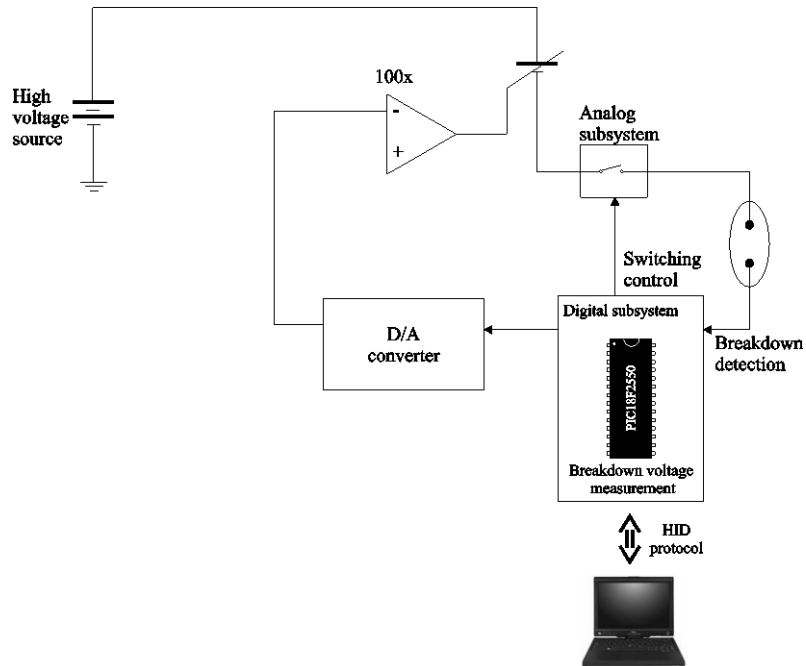 100x
-
+
High
voltage
source
Analog
subsystem
Switching
control
Digital subsystem
D/A
converter
Breakdown
detection
PIC18F2550
Breakdown voltage
measurement
HID
protocol